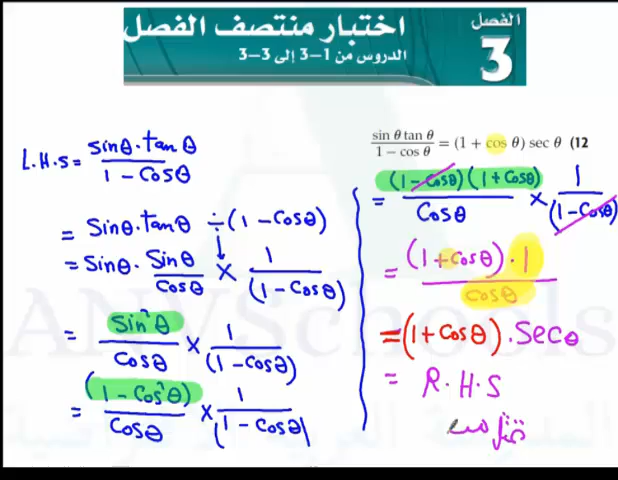 الفصل
3
اختبار منتصف الفصل
الدروس من 1-3 إلى 3-3
12) sin θ tan θ / 1 − cos θ = (1 + cos θ) sec θ
L.H.S = sinθ · tanθ / 1 − cosθ
= sinθ · tanθ ÷ (1 − cosθ)
= sinθ · sinθ / cosθ × 1 / (1 − cosθ)
= sin²θ / cosθ × 1 / (1 − cosθ)
= (1 − cos²θ) / cosθ × 1 / (1 − cosθ)
= (1 − cosθ)(1 + cosθ) / cosθ × 1 / (1 − cosθ)
= (1 + cosθ) · 1 / cosθ
= (1 + cosθ) · secθ
= R.H.S